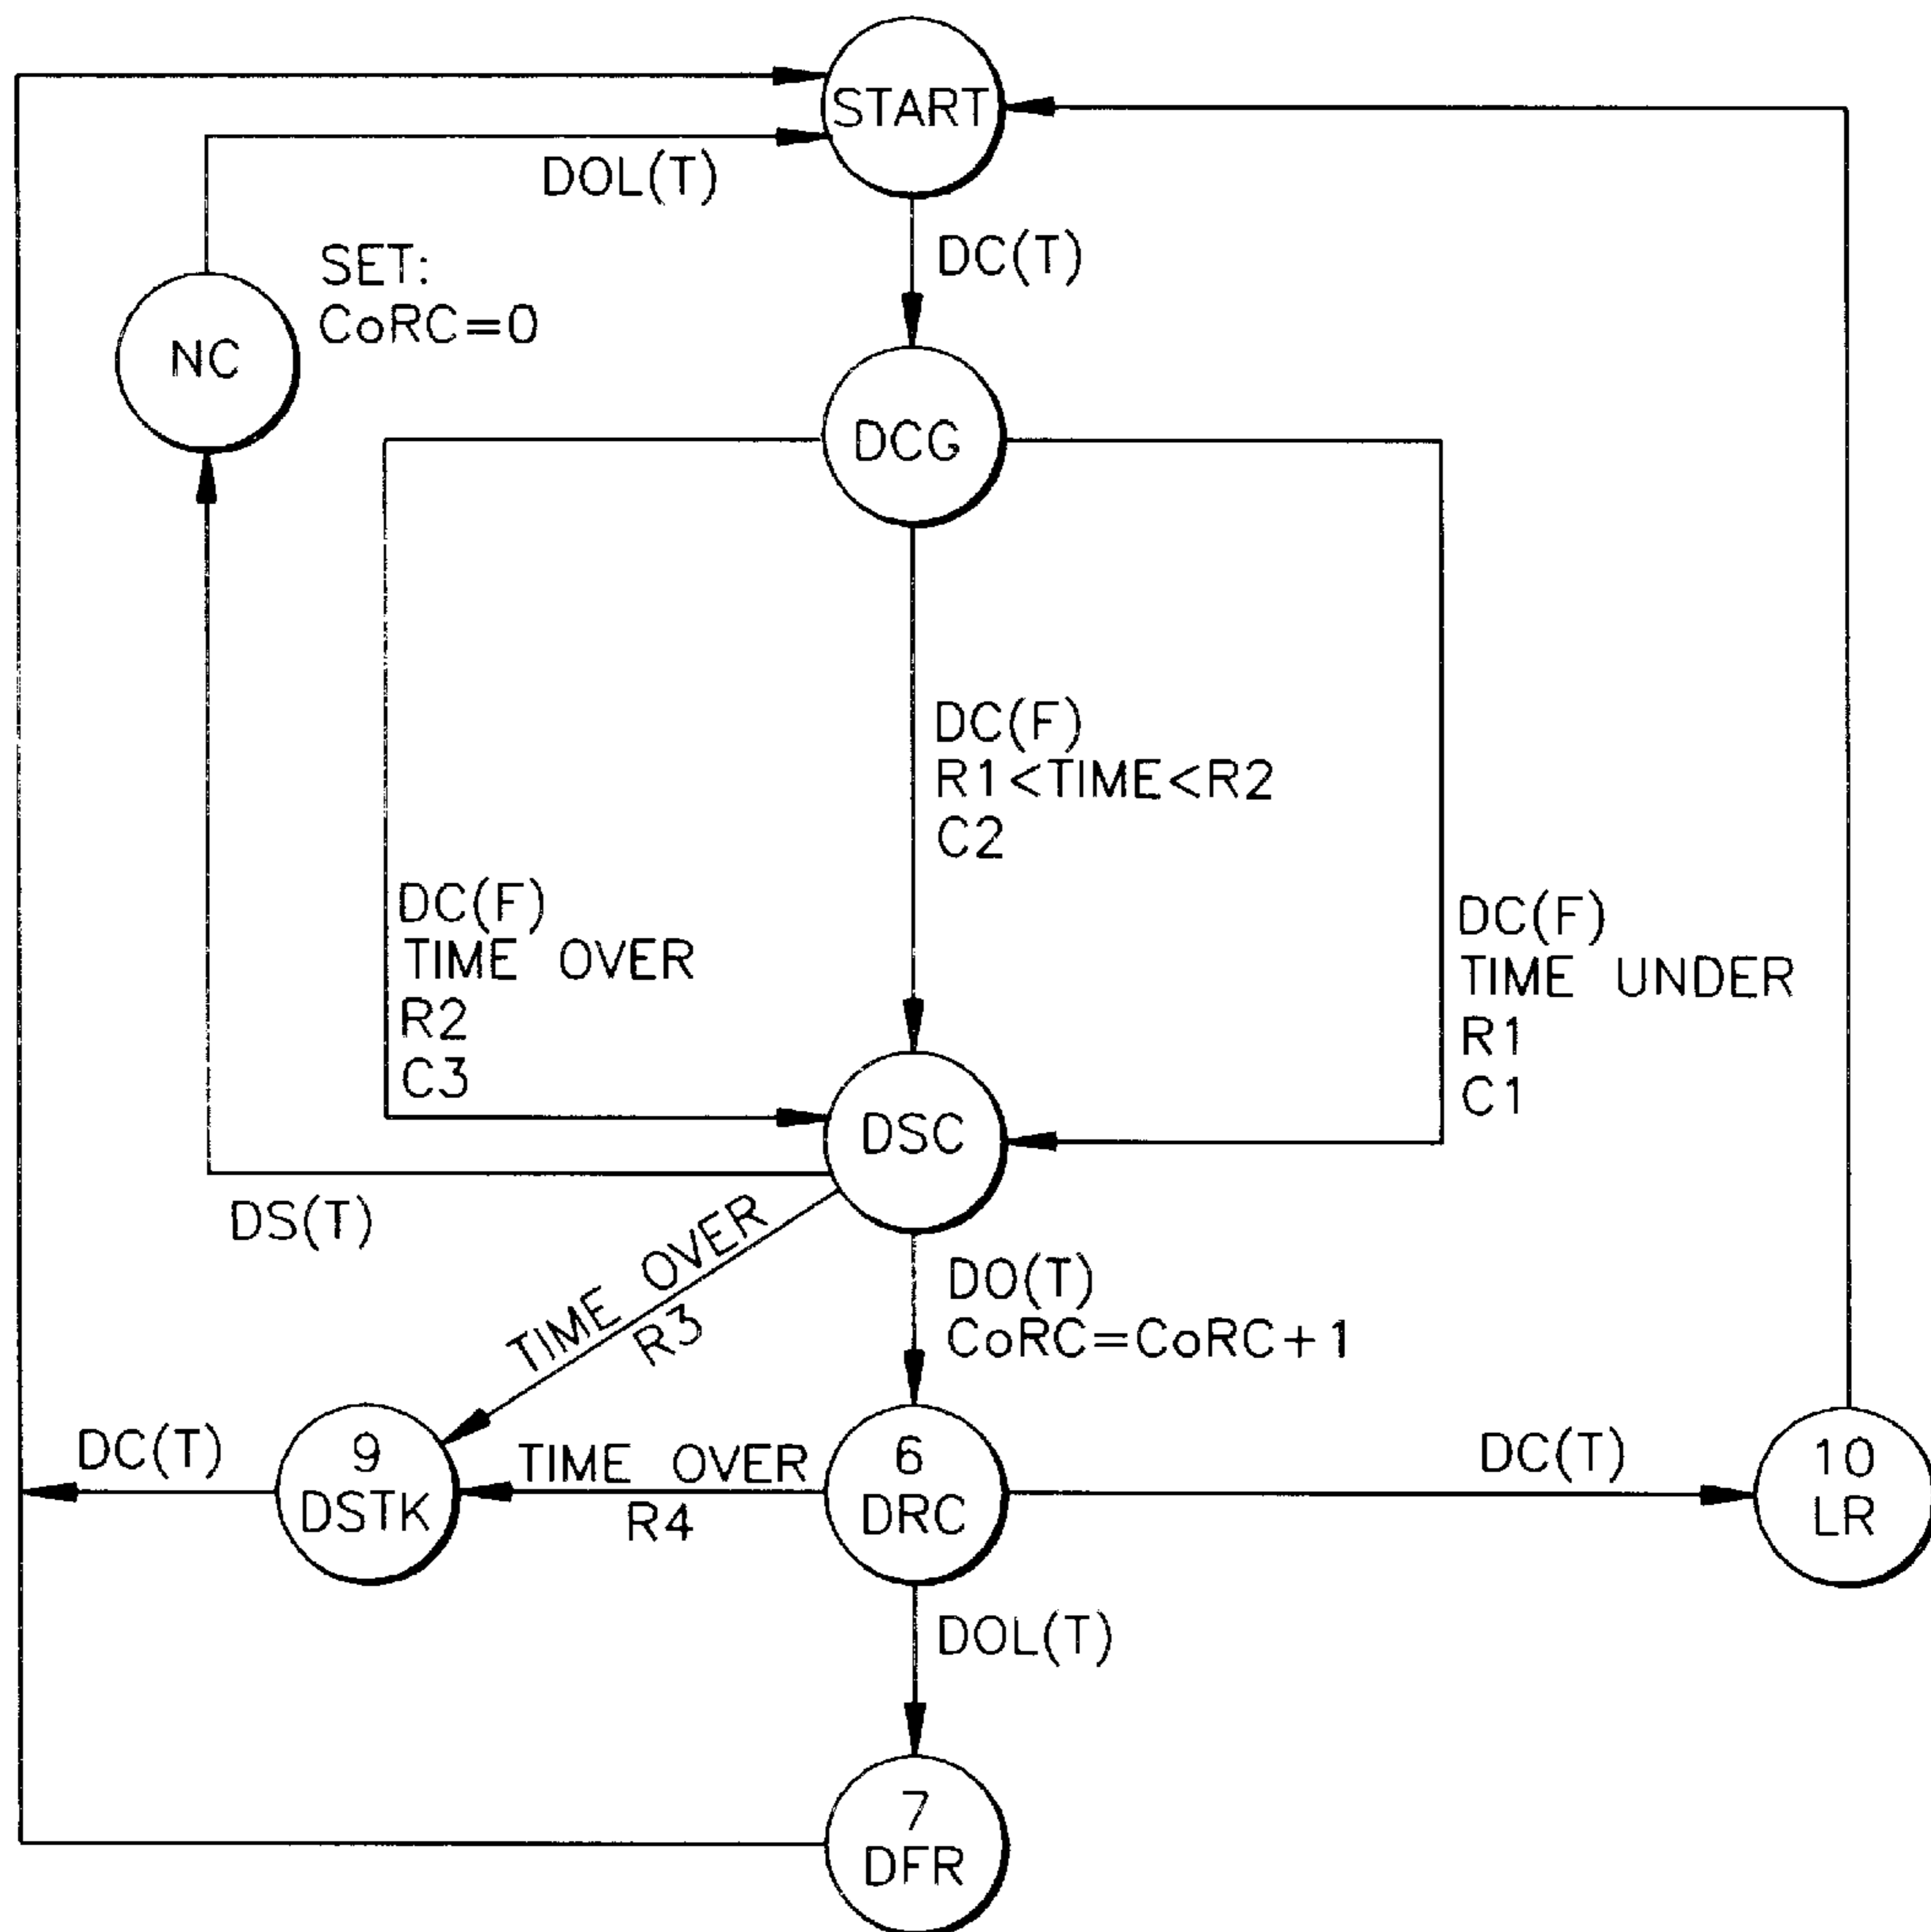 START
DOL(T)
DC(T)
SET:
CoRC=0
NC
DCG
DC(F)
R1<TIME<R2
C2
DC(F)
TIME OVER
R2
C3
DC(F)
TIME UNDER
R1
C1
DSC
DS(T)
TIME OVER
R3
DO(T)
CoRC=CoRC+1
DC(T)
9
DSTK
TIME OVER
R4
6
DRC
DC(T)
10
LR
DOL(T)
7
DFR